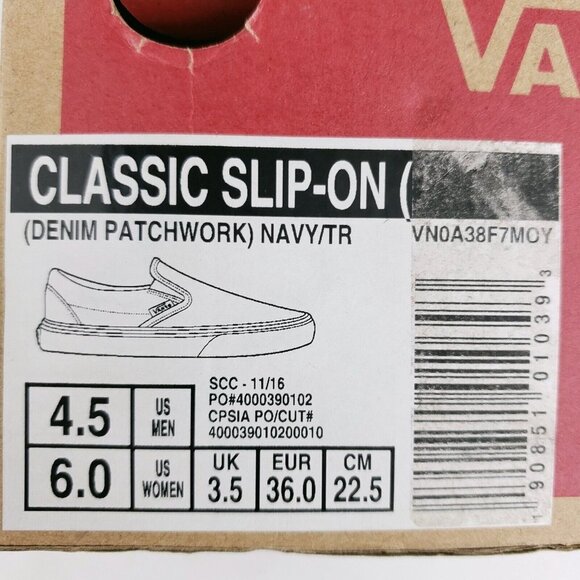 VA
CLASSIC SLIP-ON (
(DENIM PATCHWORK) NAVY/TR
VN0A38F7MOY
VANS
4.5 US MEN
SCC - 11/16
PO#4000390102
CPSIA PO/CUT#
400039010200010
6.0 US WOMEN
UK 3.5
EUR 36.0
CM 22.5
1 90851 01039 3